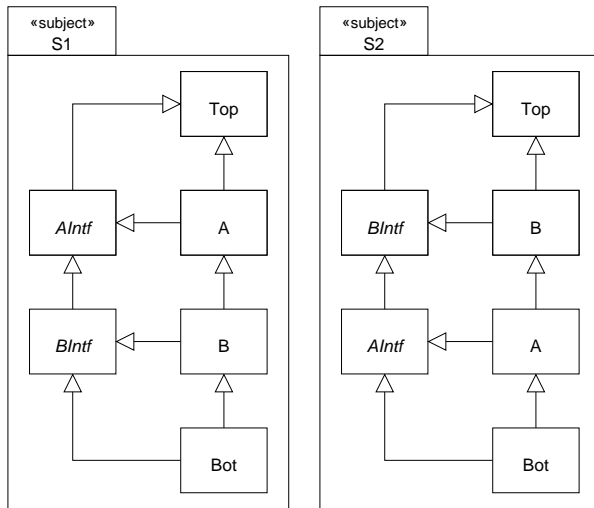 «subject»
S1
Top
AIntf
A
BIntf
B
Bot
«subject»
S2
Top
BIntf
B
AIntf
A
Bot